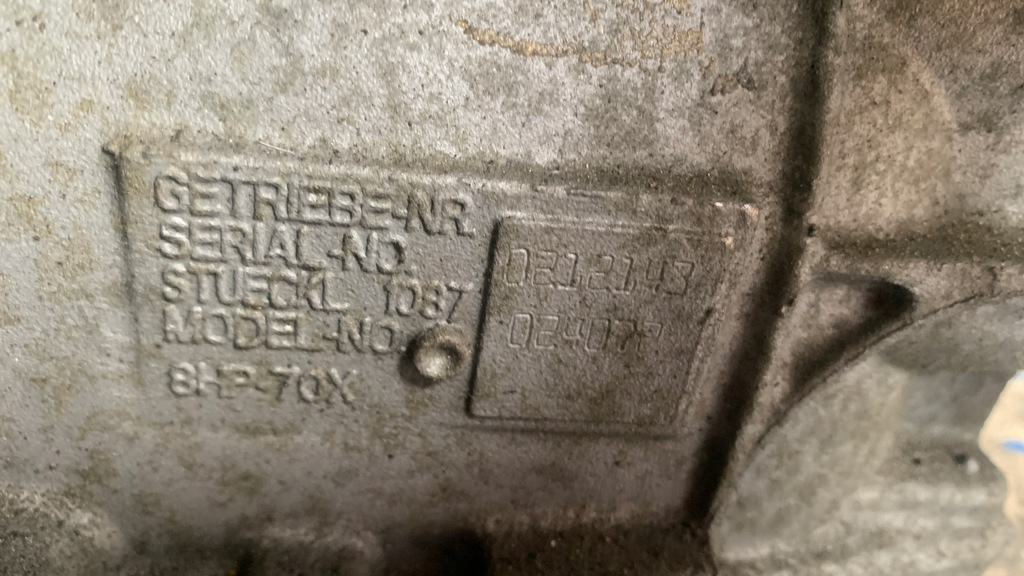 GETRIEBE-NR.
SERIAL-NO.
STUECKL 1087
MODEL-NO.
8HP-70X
0212143